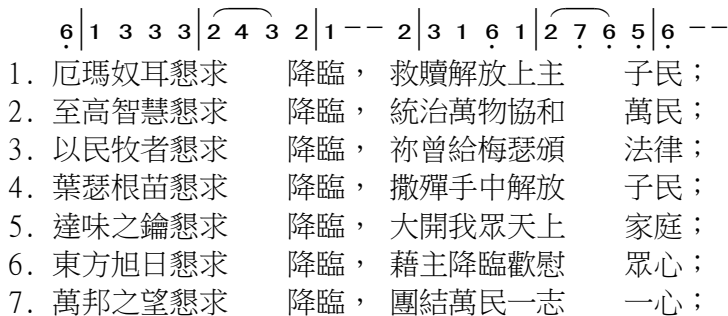 6̣|1 3 3 3|2 4 3 2|1 - - 2|3 1 6̣ 1|2 7̣ 6̣ 5̣|6̣ - -
1. 厄瑪奴耳懇求 降臨， 救贖解放上主 子民；
2. 至高智慧懇求 降臨， 統治萬物協和 萬民；
3. 以民牧者懇求 降臨， 祢曾給梅瑟頒 法律；
4. 葉瑟根苗懇求 降臨， 撒殫手中解放 子民；
5. 達味之鑰懇求 降臨， 大開我眾天上 家庭；
6. 東方旭日懇求 降臨， 藉主降臨歡慰 眾心；
7. 萬邦之望懇求 降臨， 團結萬民一志 一心；